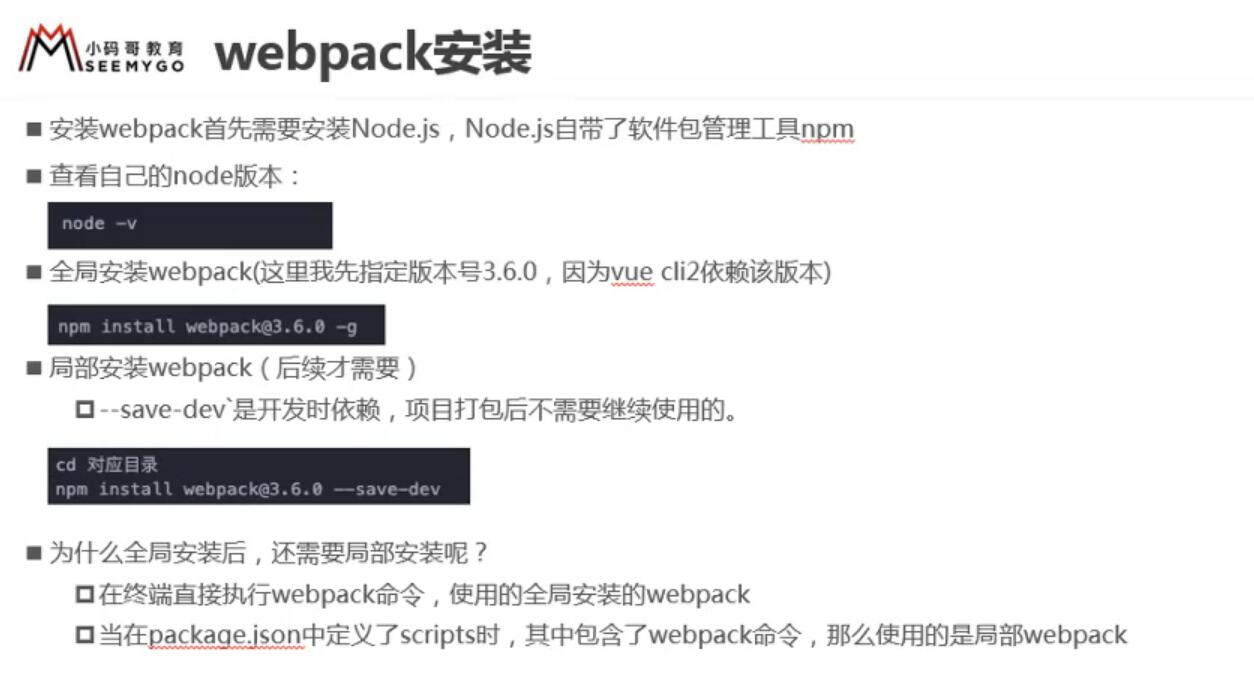 小码哥教育
SEEMYGO
webpack安装
安装webpack首先需要安装Node.js，Node.js自带了软件包管理工具npm
查看自己的node版本：
node -v
全局安装webpack(这里我先指定版本号3.6.0，因为vue cli2依赖该版本)
npm install webpack@3.6.0 -g
局部安装webpack（后续才需要）
--save-dev`是开发时依赖，项目打包后不需要继续使用的。
cd 对应目录
npm install webpack@3.6.0 --save-dev
为什么全局安装后，还需要局部安装呢？
在终端直接执行webpack命令，使用的全局安装的webpack
当在package.json中定义了scripts时，其中包含了webpack命令，那么使用的是局部webpack